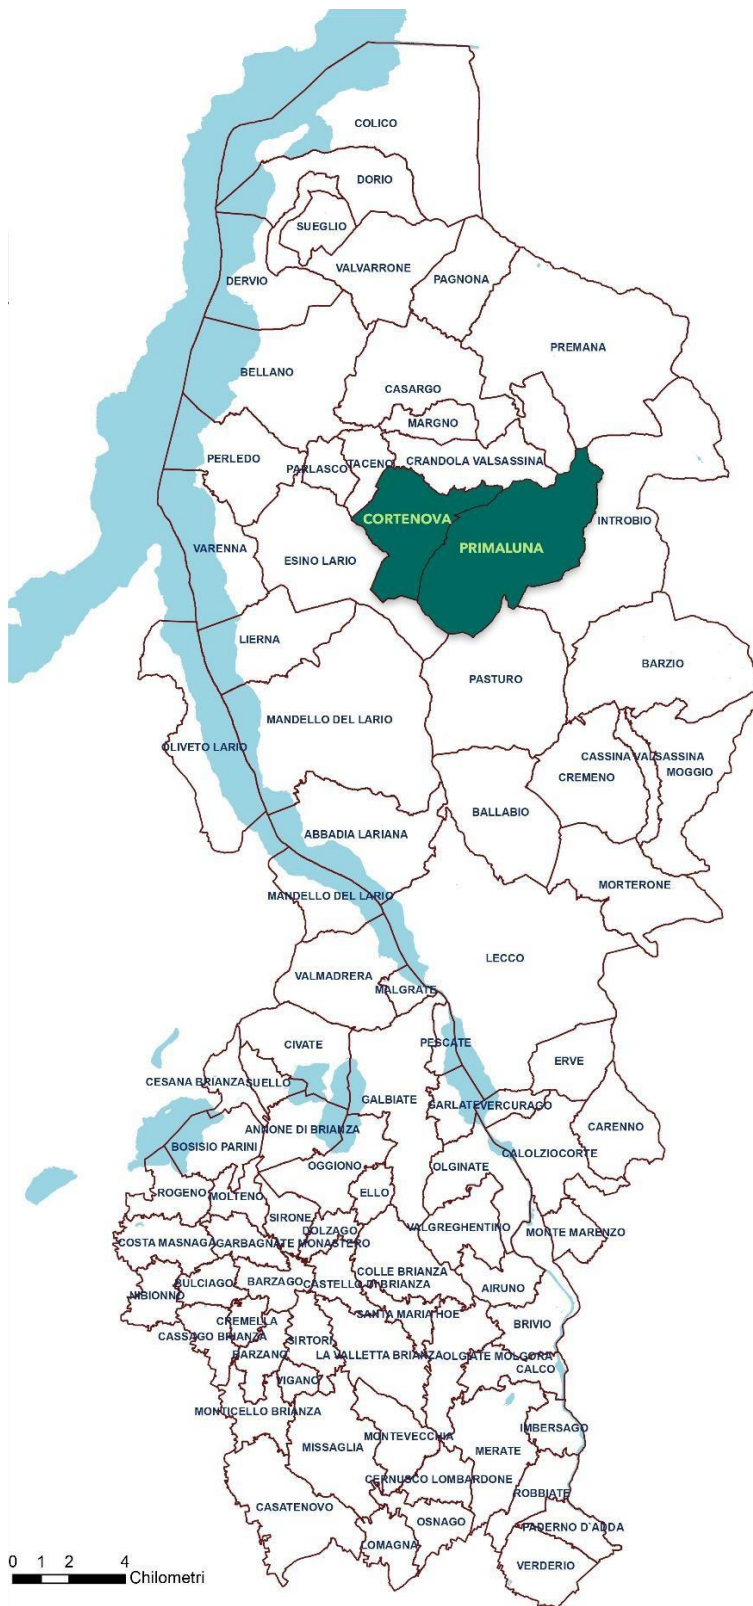 COLICO
DORIO
SUEGLIO
VALVARRONE
DERVIO
PAGNONA
PREMANA
BELLANO
CASARGO
MARGNO
PERLEDO
PARLASCO
TACENO
CRANDOLA VALSASSINA
CORTENOVA
INTROBIO
PRIMALUNA
VARENNA
ESINO LARIO
LIERNA
BARZIO
PASTURO
MANDELLO DEL LARIO
OLIVETO LARIO
CASSINA VALSASSINA
CREMENO
MOGGIO
BALLABIO
ABBADIA LARIANA
MORTERONE
MANDELLO DEL LARIO
LECCO
VALMADRERA
MALGRATE
PESCATE
CIVATE
ERVE
CESANA BRIANZA
SUELLO
GALBIATE
GARLATE
VERCURAGO
CARENNO
ANNONE DI BRIANZA
BOSISIO PARINI
CALOLZIOCORTE
OGGIONO
OLGINATE
ROGENO
MOLTENO
ELLO
SIRONE
DOLZAGO
VALGREGHENTINO
MONTE MARENZO
COSTA MASNAGA
GARBAGNATE MONASTERO
COLLE BRIANZA
NIBIONNO
BULCIAGO
BARZAGO
CASTELLO DI BRIANZA
AIRUNO
SANTA MARIA HOE
BRIVIO
CREMELLA
CASSAGO BRIANZA
SIRTORI
BARZANO
LA VALLETTA BRIANZA
OLGIATE MOLGORA
CALCO
VIGANO
MONTICELLO BRIANZA
MISSAGLIA
MONTEVECCHIA
MERATE
IMBERSAGO
CERNUSCO LOMBARDONE
ROBBIATE
CASATENOVO
OSNAGO
PADERNO D'ADDA
LOMAGNA
VERDERIO
0 1 2 4
Chilometri